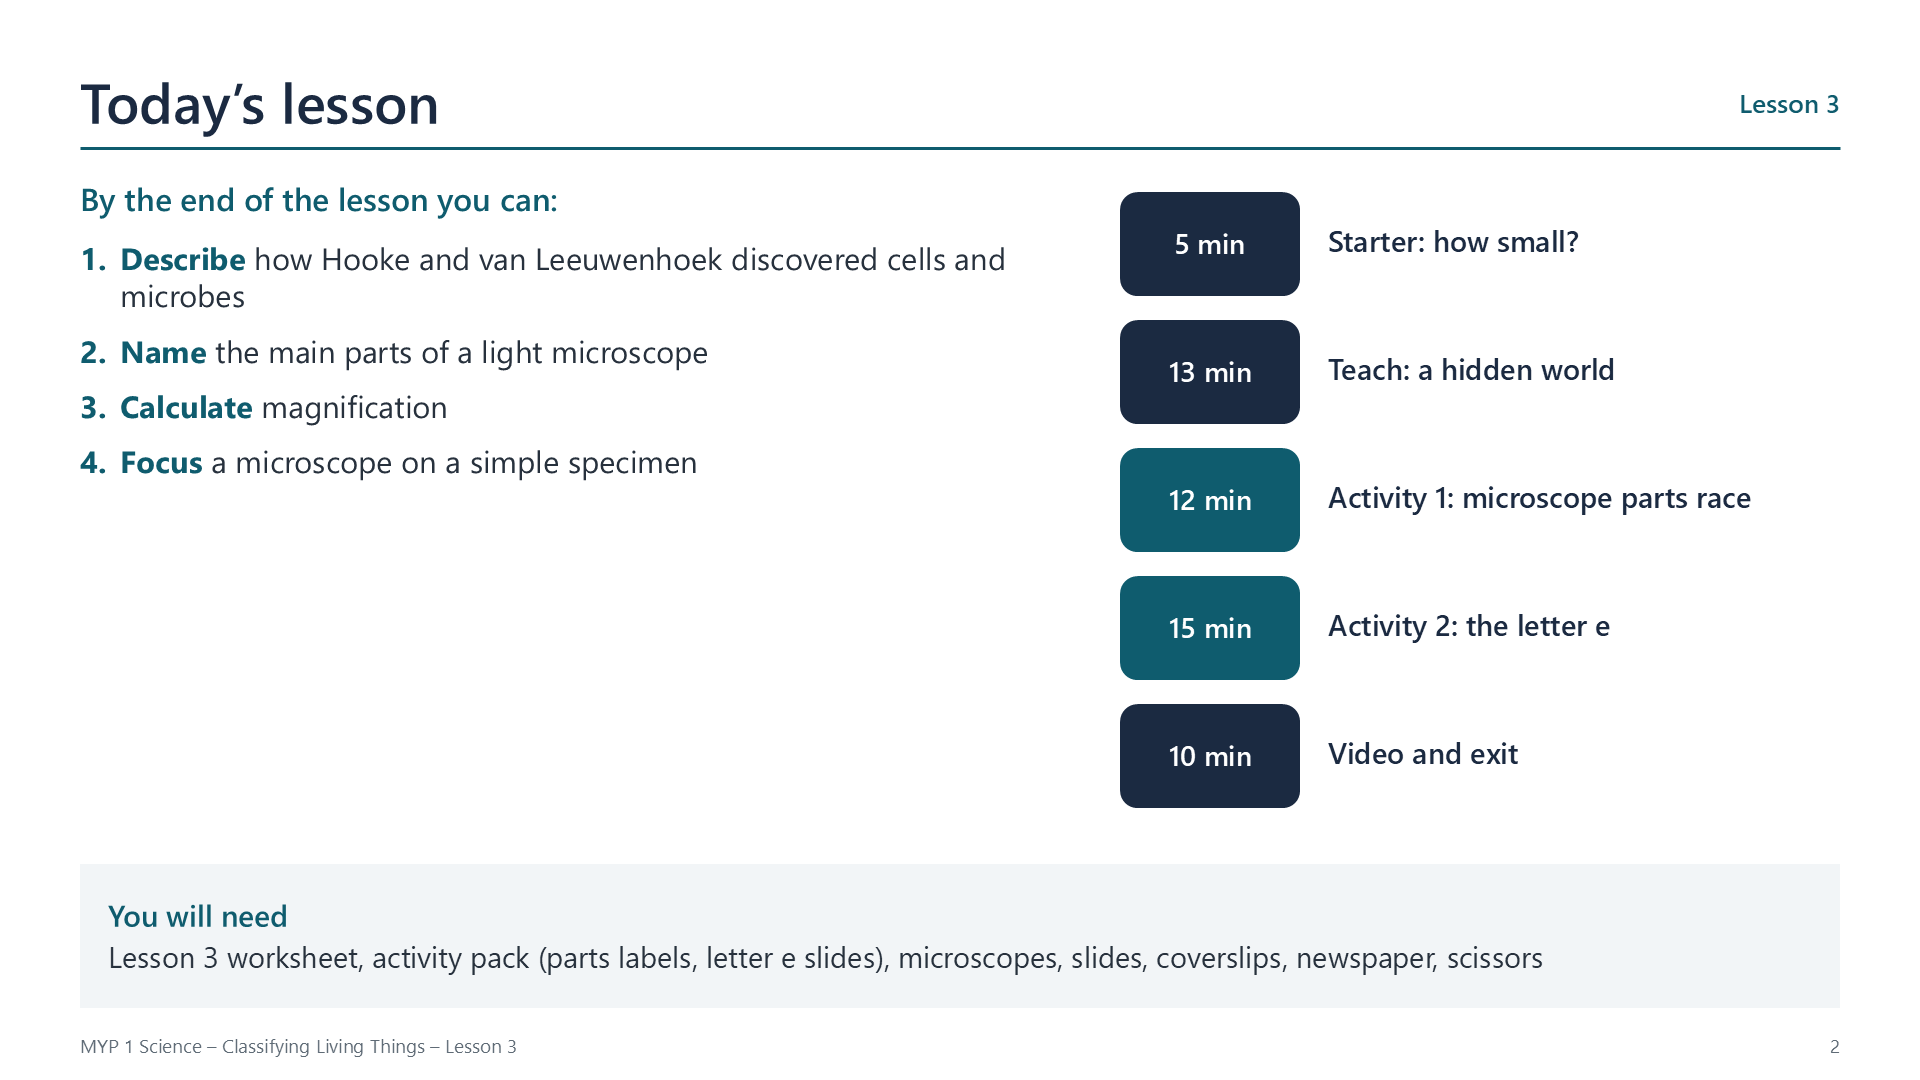 Today’s lesson
Lesson 3
By the end of the lesson you can:
1. Describe how Hooke and van Leeuwenhoek discovered cells and
microbes
2. Name the main parts of a light microscope
3. Calculate magnification
4. Focus a microscope on a simple specimen
5 min
Starter: how small?
13 min
Teach: a hidden world
12 min
Activity 1: microscope parts race
15 min
Activity 2: the letter e
10 min
Video and exit
You will need
Lesson 3 worksheet, activity pack (parts labels, letter e slides), microscopes, slides, coverslips, newspaper, scissors
MYP 1 Science – Classifying Living Things – Lesson 3
2